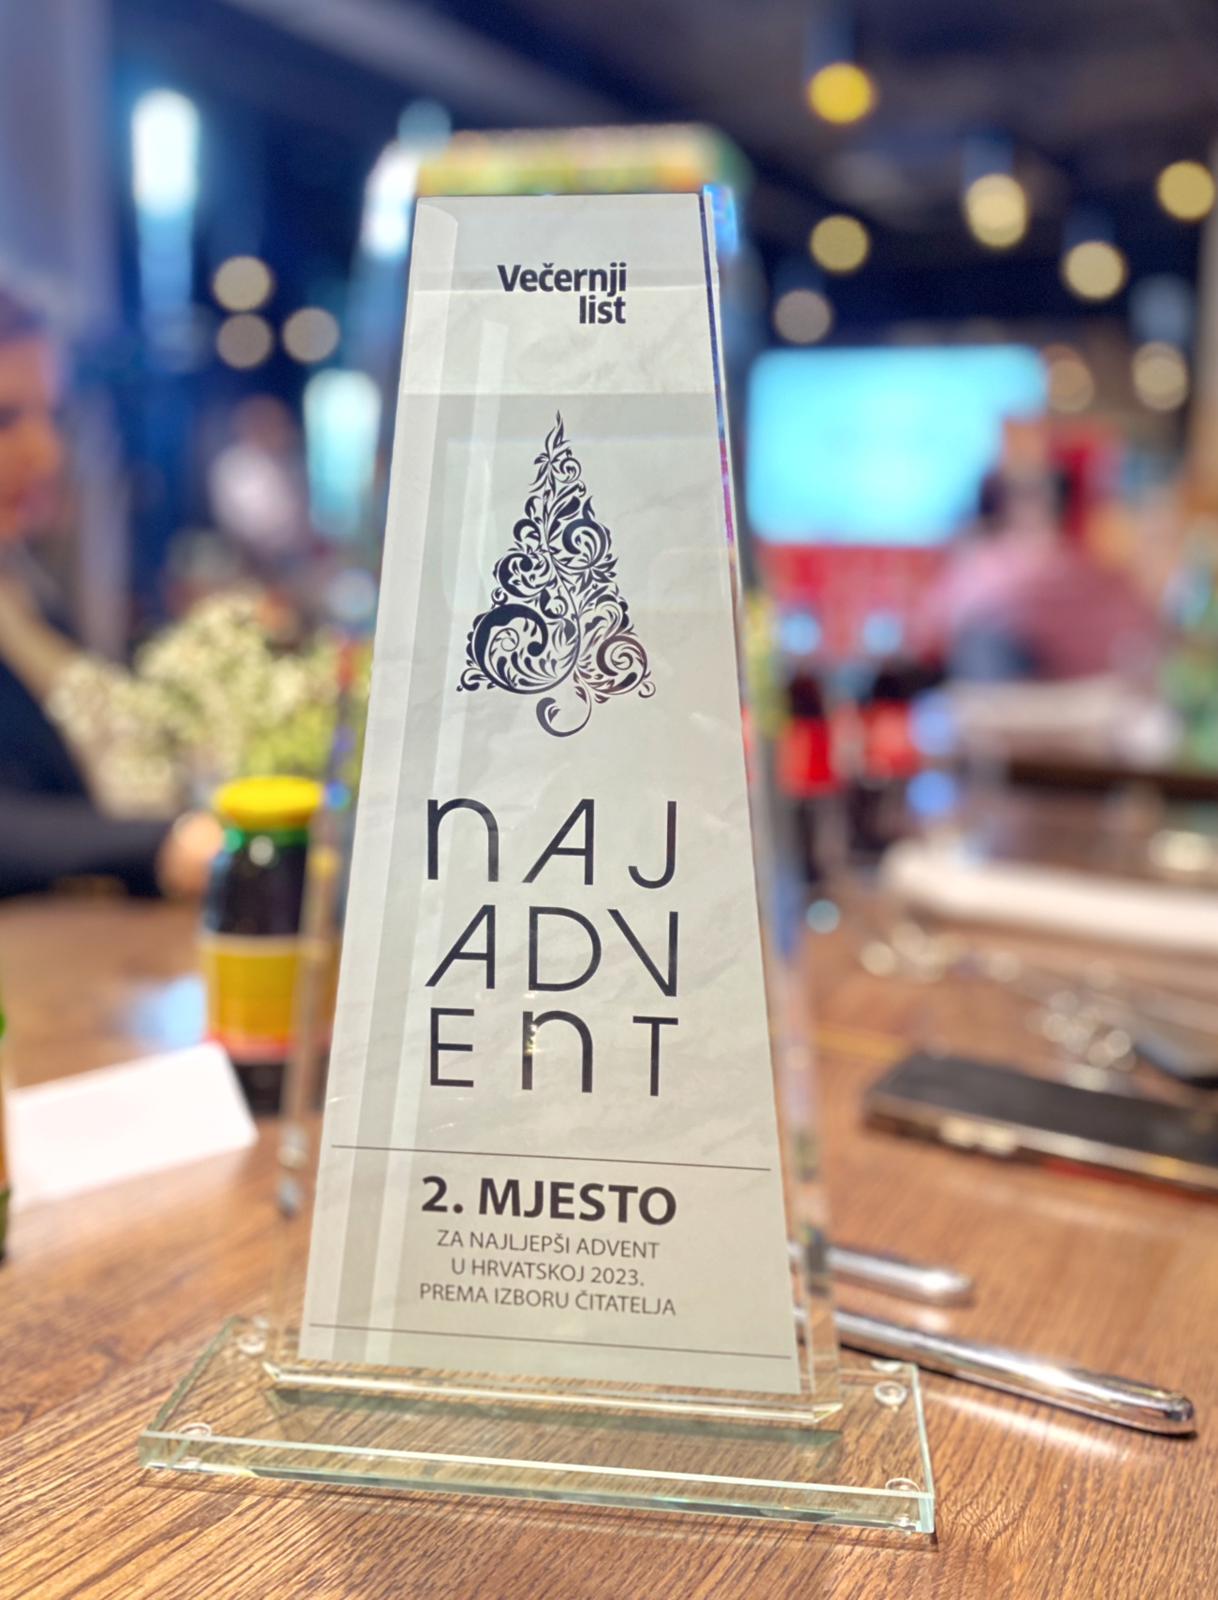 Večernji
list
nAJ
ADV
EnT
2. MJESTO
ZA NAJLJEPŠI ADVENT
U HRVATSKOJ 2023.
PREMA IZBORU ČITATELJA